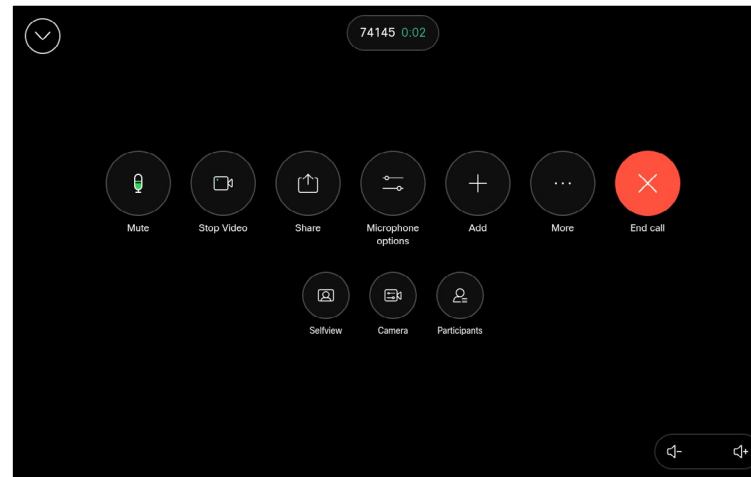 74145 0:02
Mute
Stop Video
Share
Microphone
options
Add
More
End call
Selfview
Camera
Participants